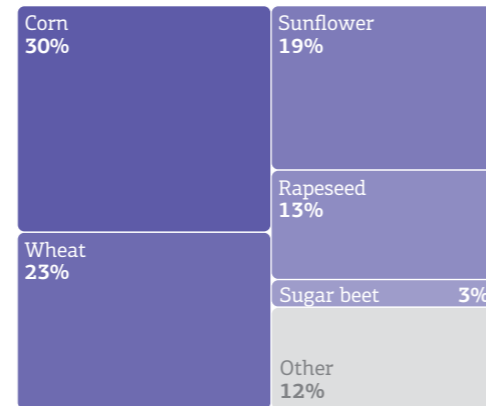 Corn
30%
Wheat
23%
Sunflower
19%
Rapeseed
13%
Sugar beet 3%
Other
12%